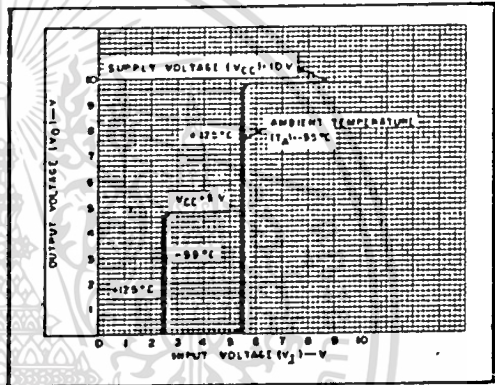 SUPPLY VOLTAGE (VCC)=10 V
10
AMBIENT TEMPERATURE
(TA)=-55°C
+125°C
9
8
7
6
VCC=5 V
5
4
-55°C
3
2
+125°C
1
0 1 2 3 4 5 6 7 8 9 10
OUTPUT VOLTAGE (VO)—V
INPUT VOLTAGE (VI)—V